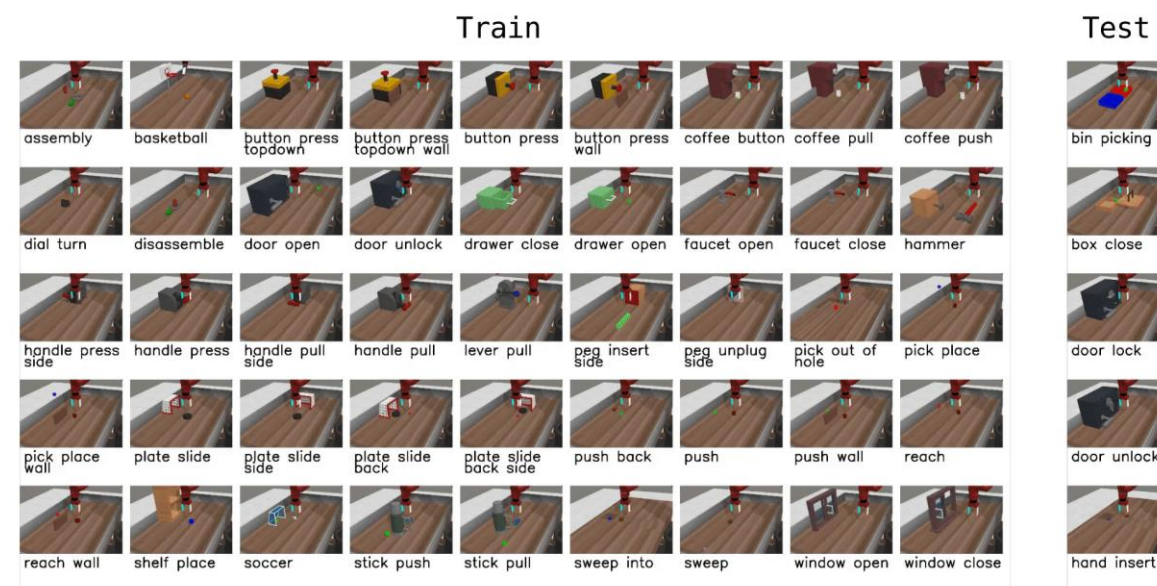 Train
Test
assembly
basketball
button press
topdown
button press
topdown wall
button press
button press
wall
coffee button
coffee pull
coffee push
bin picking
dial turn
disassemble
door open
door unlock
drawer close
drawer open
faucet open
faucet close
hammer
box close
handle press
side
handle press
handle pull
side
handle pull
lever pull
peg insert
side
peg unplug
side
pick out of
hole
pick place
door lock
pick place
wall
plate slide
plate slide
side
plate slide
back
plate slide
back side
push back
push
push wall
reach
door unlock
reach wall
shelf place
soccer
stick push
stick pull
sweep into
sweep
window open
window close
hand insert